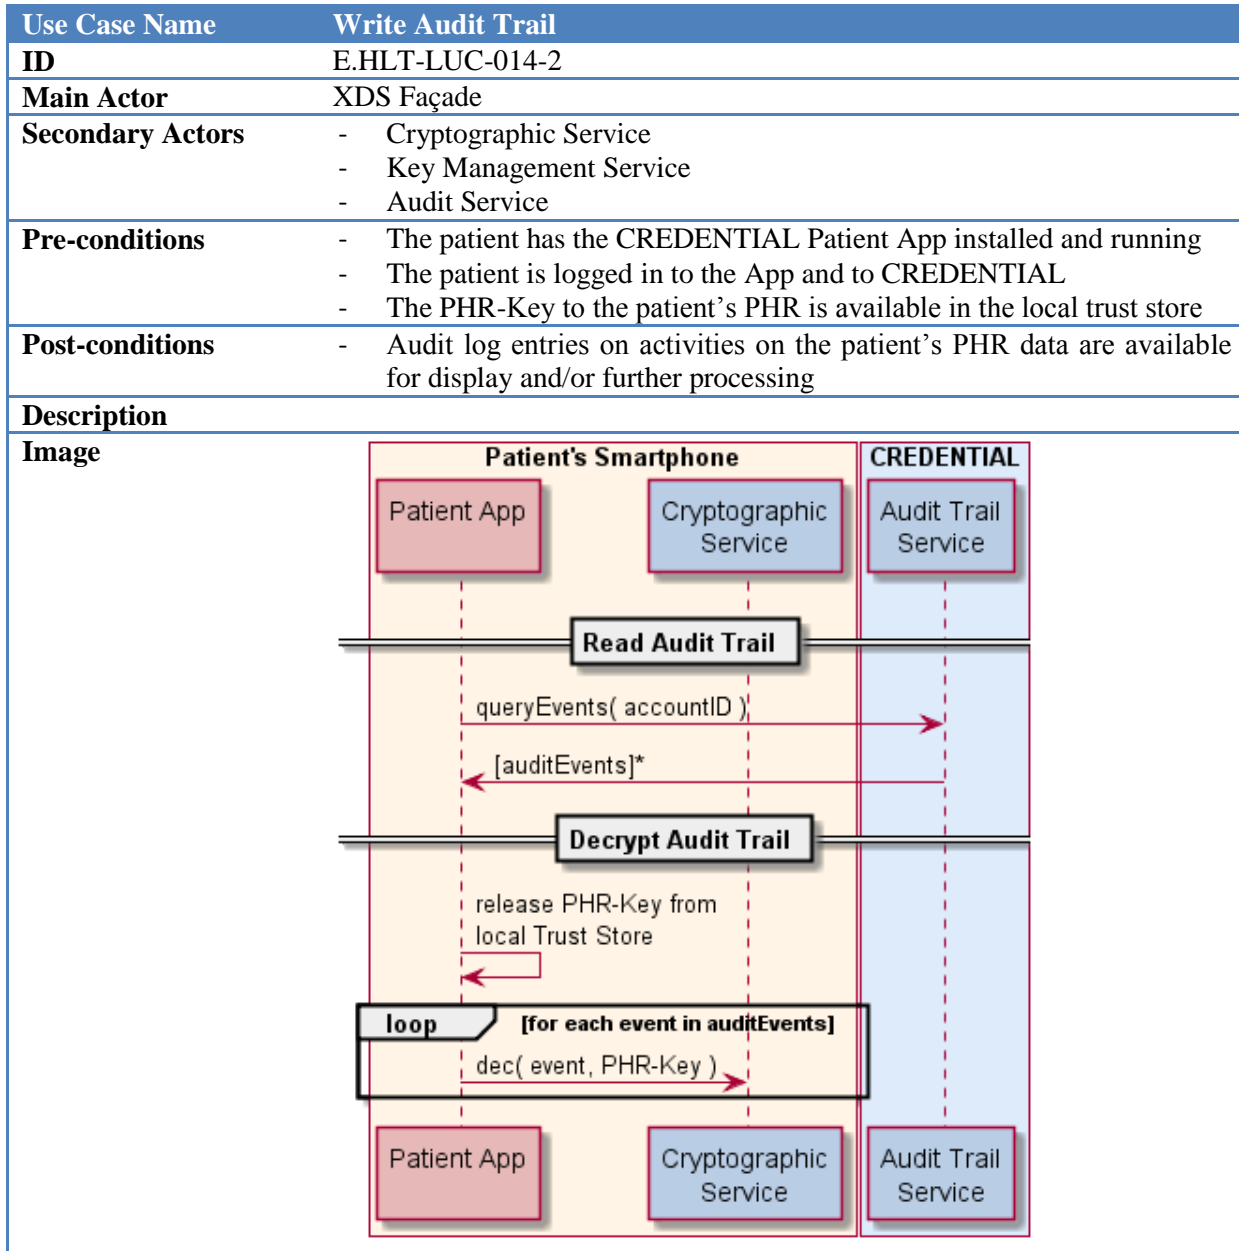 Use Case Name Write Audit Trail
ID E.HLT-LUC-014-2
Main Actor XDS Façade
Secondary Actors - Cryptographic Service
- Key Management Service
- Audit Service
Pre-conditions - The patient has the CREDENTIAL Patient App installed and running
- The patient is logged in to the App and to CREDENTIAL
- The PHR-Key to the patient’s PHR is available in the local trust store
Post-conditions - Audit log entries on activities on the patient’s PHR data are available
for display and/or further processing
Description
Image
Patient's Smartphone CREDENTIAL
Patient App Cryptographic Audit Trail
Service Service
Read Audit Trail
queryEvents( accountID )
[auditEvents]*
Decrypt Audit Trail
release PHR-Key from
local Trust Store
loop [for each event in auditEvents]
dec( event, PHR-Key )
Patient App Cryptographic Audit Trail
Service Service